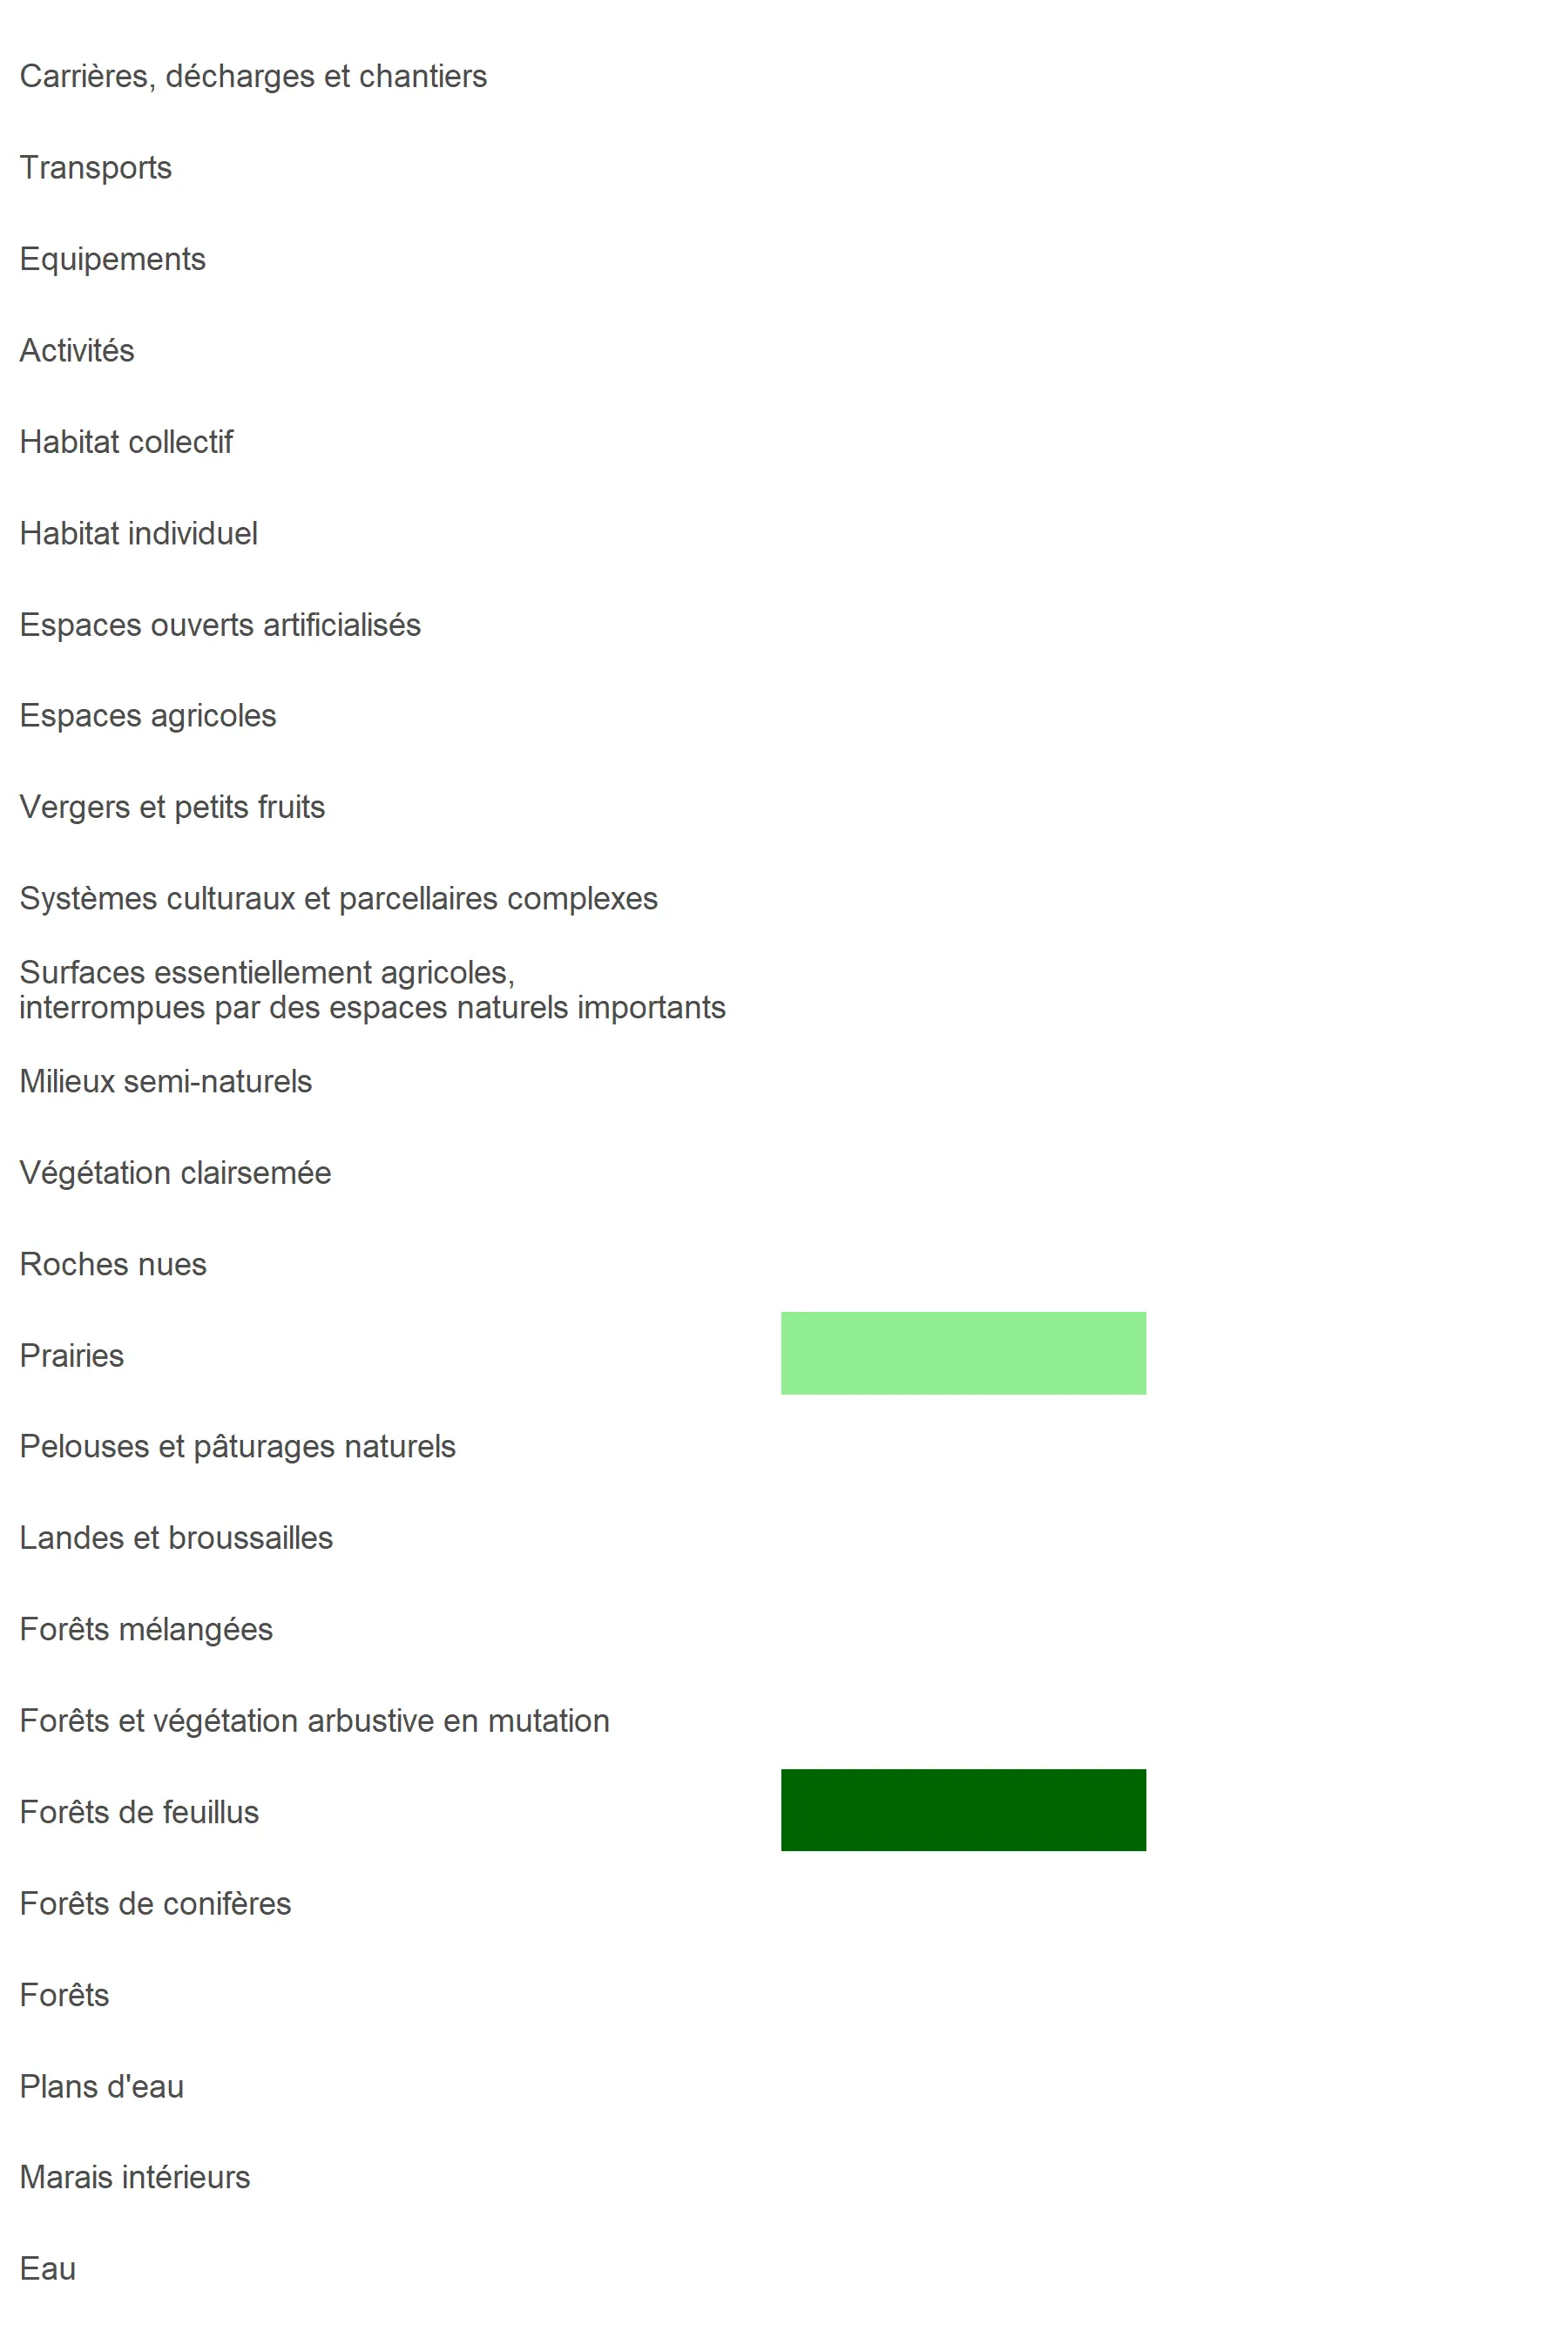 Carrières, décharges et chantiers
Transports
Equipements
Activités
Habitat collectif
Habitat individuel
Espaces ouverts artificialisés
Espaces agricoles
Vergers et petits fruits
Systèmes culturaux et parcellaires complexes
Surfaces essentiellement agricoles,
interrompues par des espaces naturels importants
Milieux semi-naturels
Végétation clairsemée
Roches nues
Prairies
Pelouses et pâturages naturels
Landes et broussailles
Forêts mélangées
Forêts et végétation arbustive en mutation
Forêts de feuillus
Forêts de conifères
Forêts
Plans d'eau
Marais intérieurs
Eau